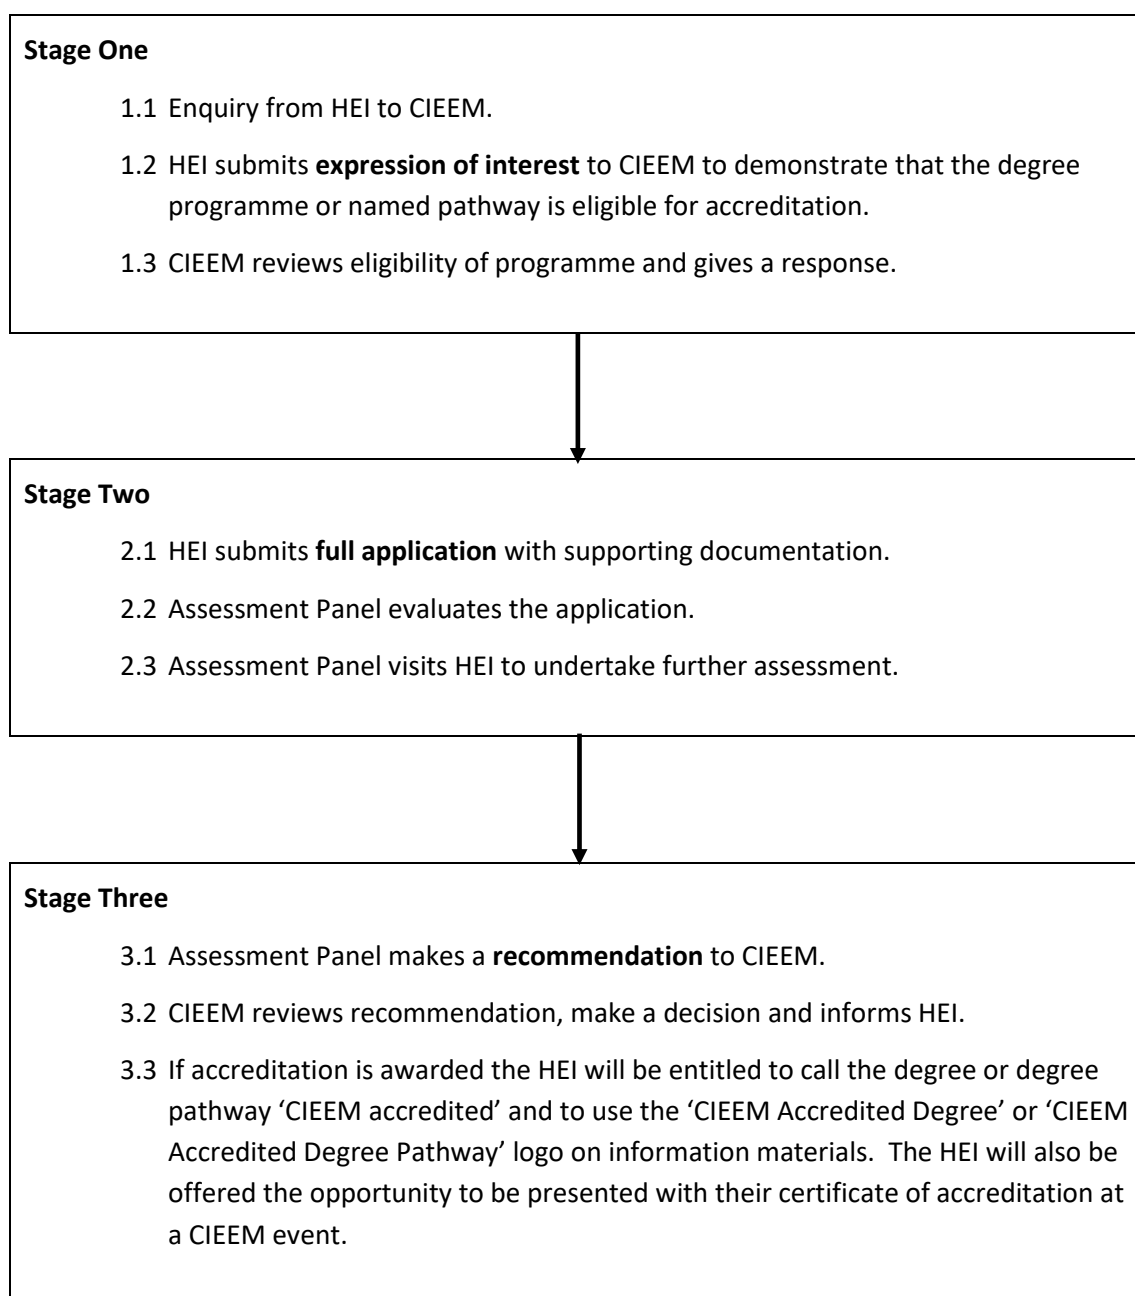 Stage One
1.1 Enquiry from HEI to CIEEM.
1.2 HEI submits expression of interest to CIEEM to demonstrate that the degree
programme or named pathway is eligible for accreditation.
1.3 CIEEM reviews eligibility of programme and gives a response.
Stage Two
2.1 HEI submits full application with supporting documentation.
2.2 Assessment Panel evaluates the application.
2.3 Assessment Panel visits HEI to undertake further assessment.
Stage Three
3.1 Assessment Panel makes a recommendation to CIEEM.
3.2 CIEEM reviews recommendation, make a decision and informs HEI.
3.3 If accreditation is awarded the HEI will be entitled to call the degree or degree
pathway ‘CIEEM accredited’ and to use the ‘CIEEM Accredited Degree’ or ‘CIEEM
Accredited Degree Pathway’ logo on information materials.  The HEI will also be
offered the opportunity to be presented with their certificate of accreditation at
a CIEEM event.